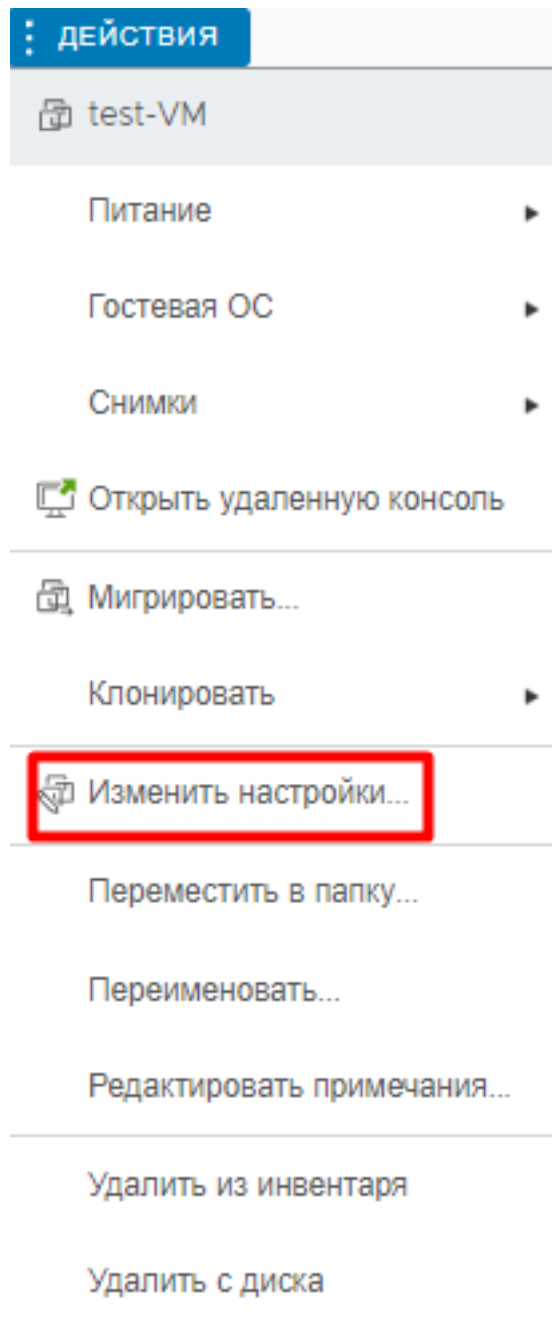 ДЕЙСТВИЯ
test-VM
Питание
Гостевая ОС
Снимки
Открыть удаленную консоль
Мигрировать...
Клонировать
Изменить настройки...
Переместить в папку...
Переименовать...
Редактировать примечания...
Удалить из инвентаря
Удалить с диска